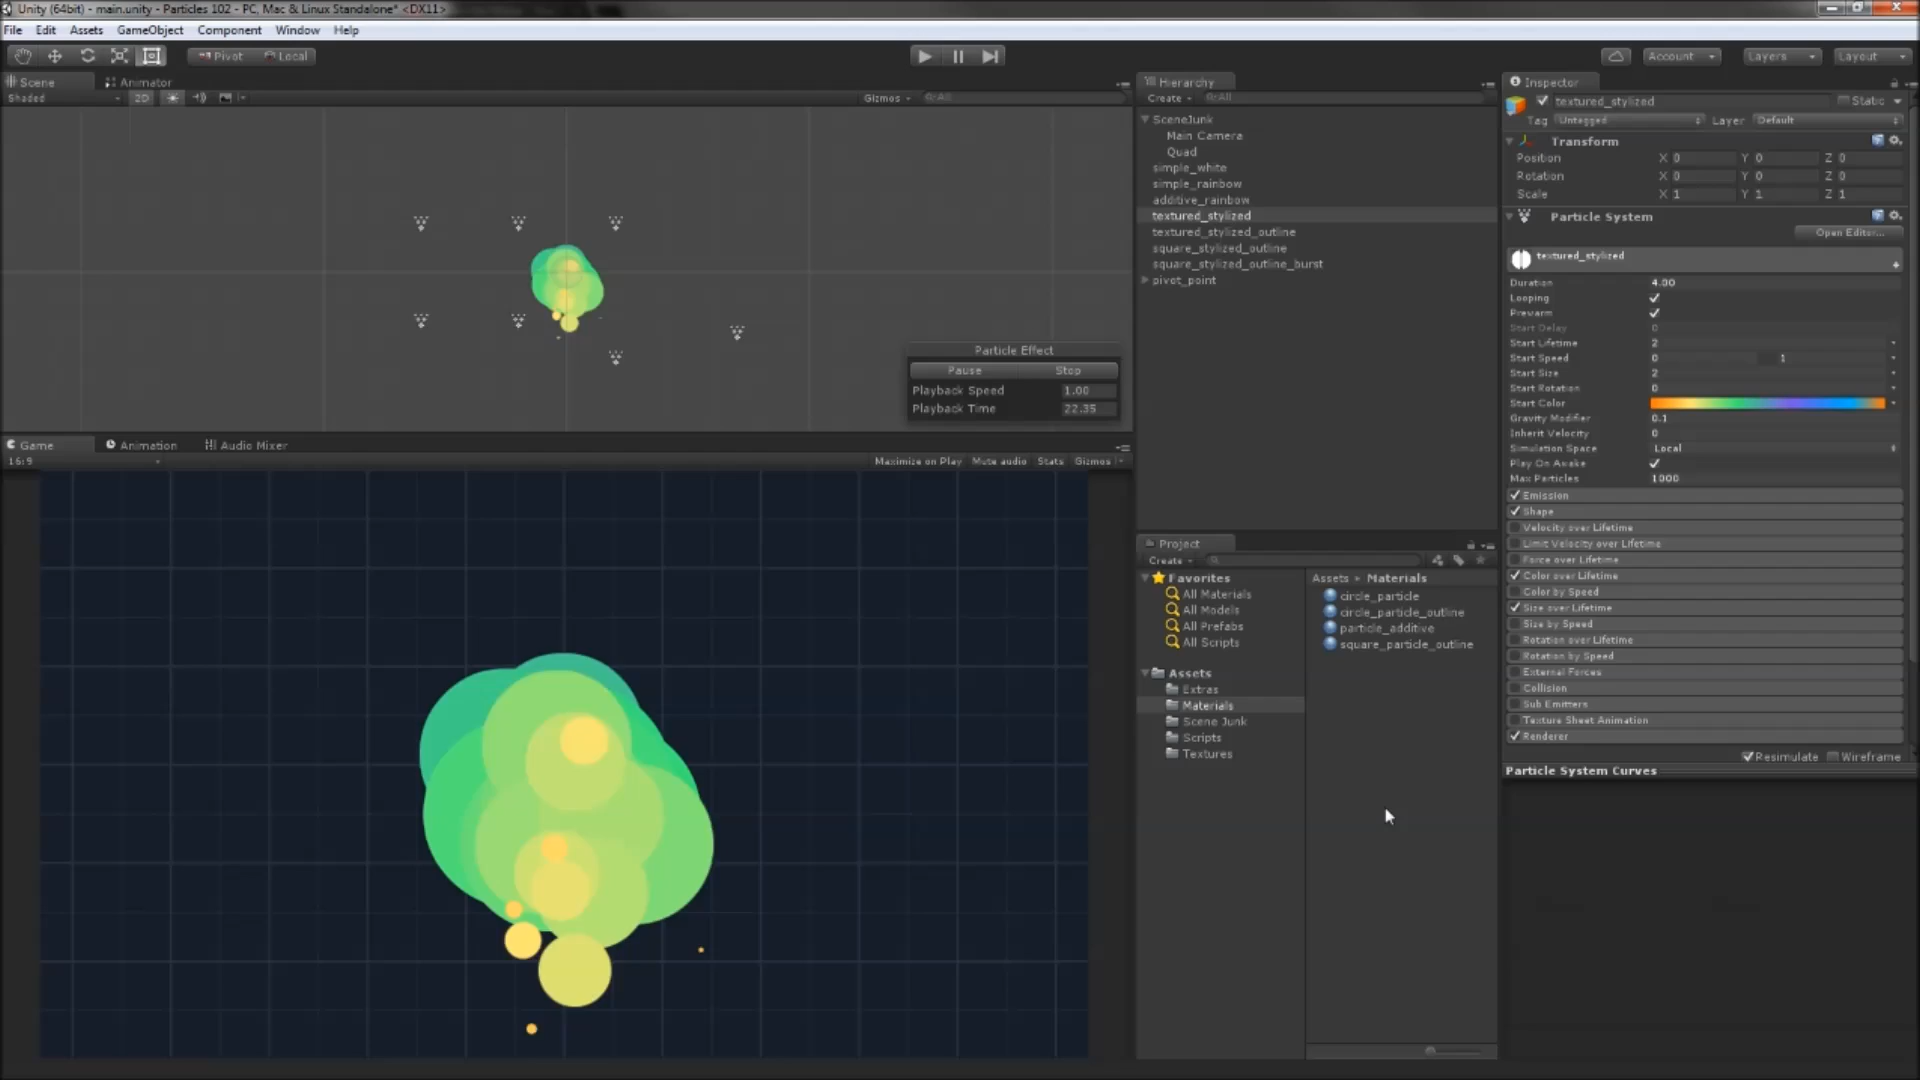 Unity (64bit) - main.unity - Particles 102 - PC, Mac & Linux Standalone* <DX11>
File Edit Assets GameObject Component Window Help
Pivot Local
Account Layers Layout
Scene Animator
Shaded 2D Gizmos All
Particle Effect
Pause Stop
Playback Speed 1.00
Playback Time 22.35
Game Animation Audio Mixer
16:9 Maximize on Play Mute audio Stats Gizmos
Hierarchy
Create All
SceneJunk
Main Camera
Quad
simple_white
simple_rainbow
additive_rainbow
textured_stylized
textured_stylized_outline
square_stylized_outline
square_stylized_outline_burst
pivot_point
Project
Create
Favorites
All Materials
All Models
All Prefabs
All Scripts
Assets
Extras
Materials
Scene Junk
Scripts
Textures
Assets Materials
circle_particle
circle_particle_outline
particle_additive
square_particle_outline
Inspector
textured_stylized Static
Tag Untagged Layer Default
Transform
Position X 0 Y 0 Z 0
Rotation X 0 Y 0 Z 0
Scale X 1 Y 1 Z 1
Particle System
Open Editor...
textured_stylized
Duration 4.00
Looping
Prewarm
Start Delay 0
Start Lifetime 2
Start Speed 0 1
Start Size 2
Start Rotation 0
Start Color
Gravity Modifier 0.1
Inherit Velocity 0
Simulation Space Local
Play On Awake
Max Particles 1000
Emission
Shape
Velocity over Lifetime
Limit Velocity over Lifetime
Force over Lifetime
Color over Lifetime
Color by Speed
Size over Lifetime
Size by Speed
Rotation over Lifetime
Rotation by Speed
External Forces
Collision
Sub Emitters
Texture Sheet Animation
Renderer
Resimulate Wireframe
Particle System Curves